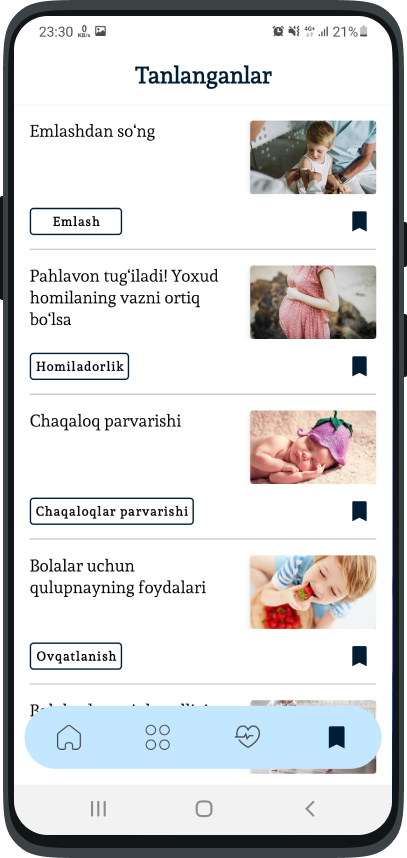 23:30 0 KB/s 4G+ 21%
Tanlanganlar
Emlashdan so‘ng
Emlash
Pahlavon tug‘iladi! Yoxud
homilaning vazni ortiq
bo‘lsa
Homiladorlik
Chaqaloq parvarishi
Chaqaloqlar parvarishi
Bolalar uchun
qulupnayning foydalari
Ovqatlanish